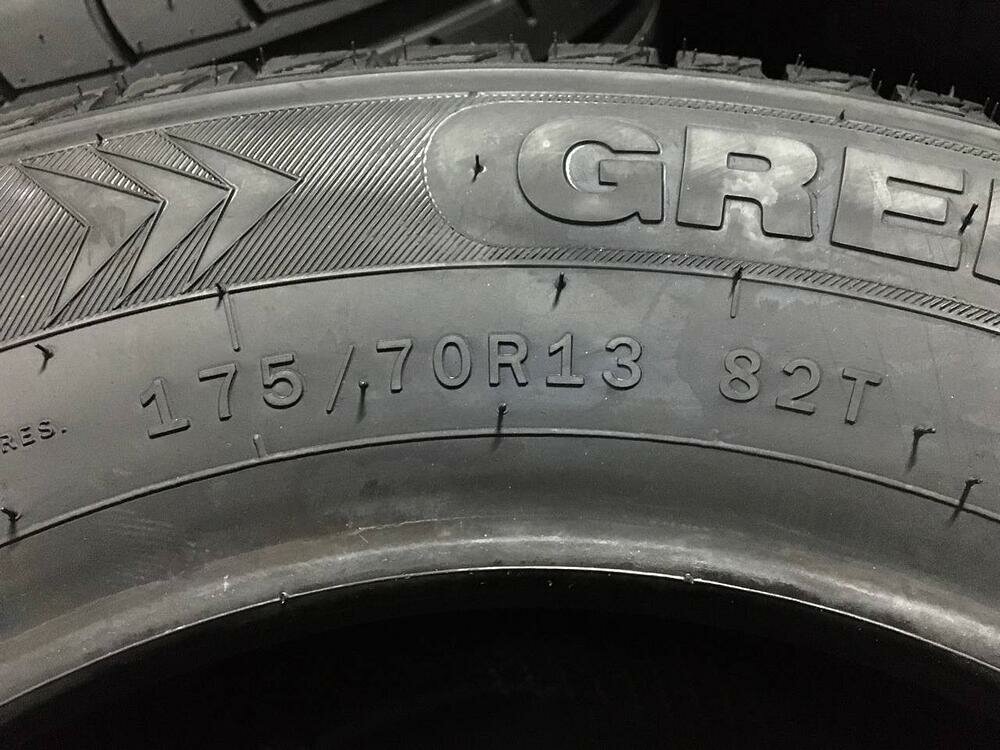 GRE
175/70R13 82T
RES.